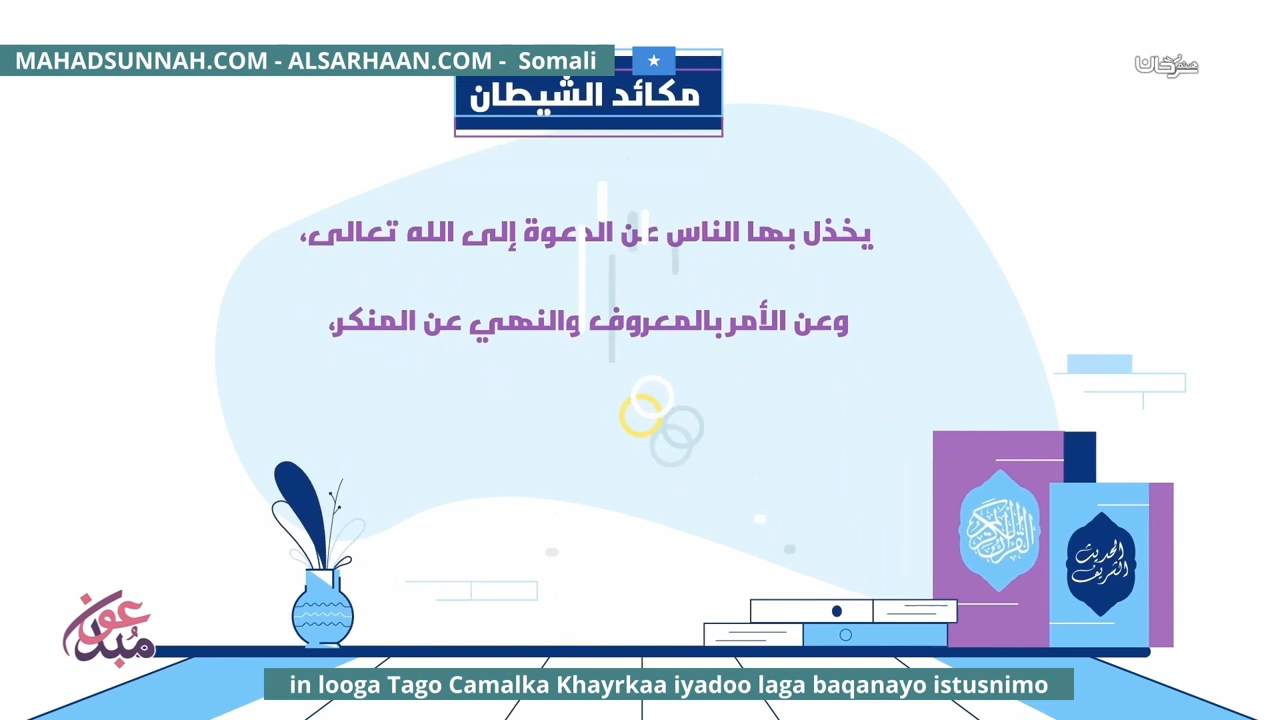 MAHADSUNNAH.COM - ALSARHAAN.COM - Somali
مكائد الشيطان
يخذل بها الناس عن الدعوة إلى الله تعالى،
وعن الأمر بالمعروف والنهي عن المنكر،
القرآن الكريم
الحديث
الشريف
مبدعون
in looga Tago Camalka Khayrkaa iyadoo laga baqanayo istusnimo